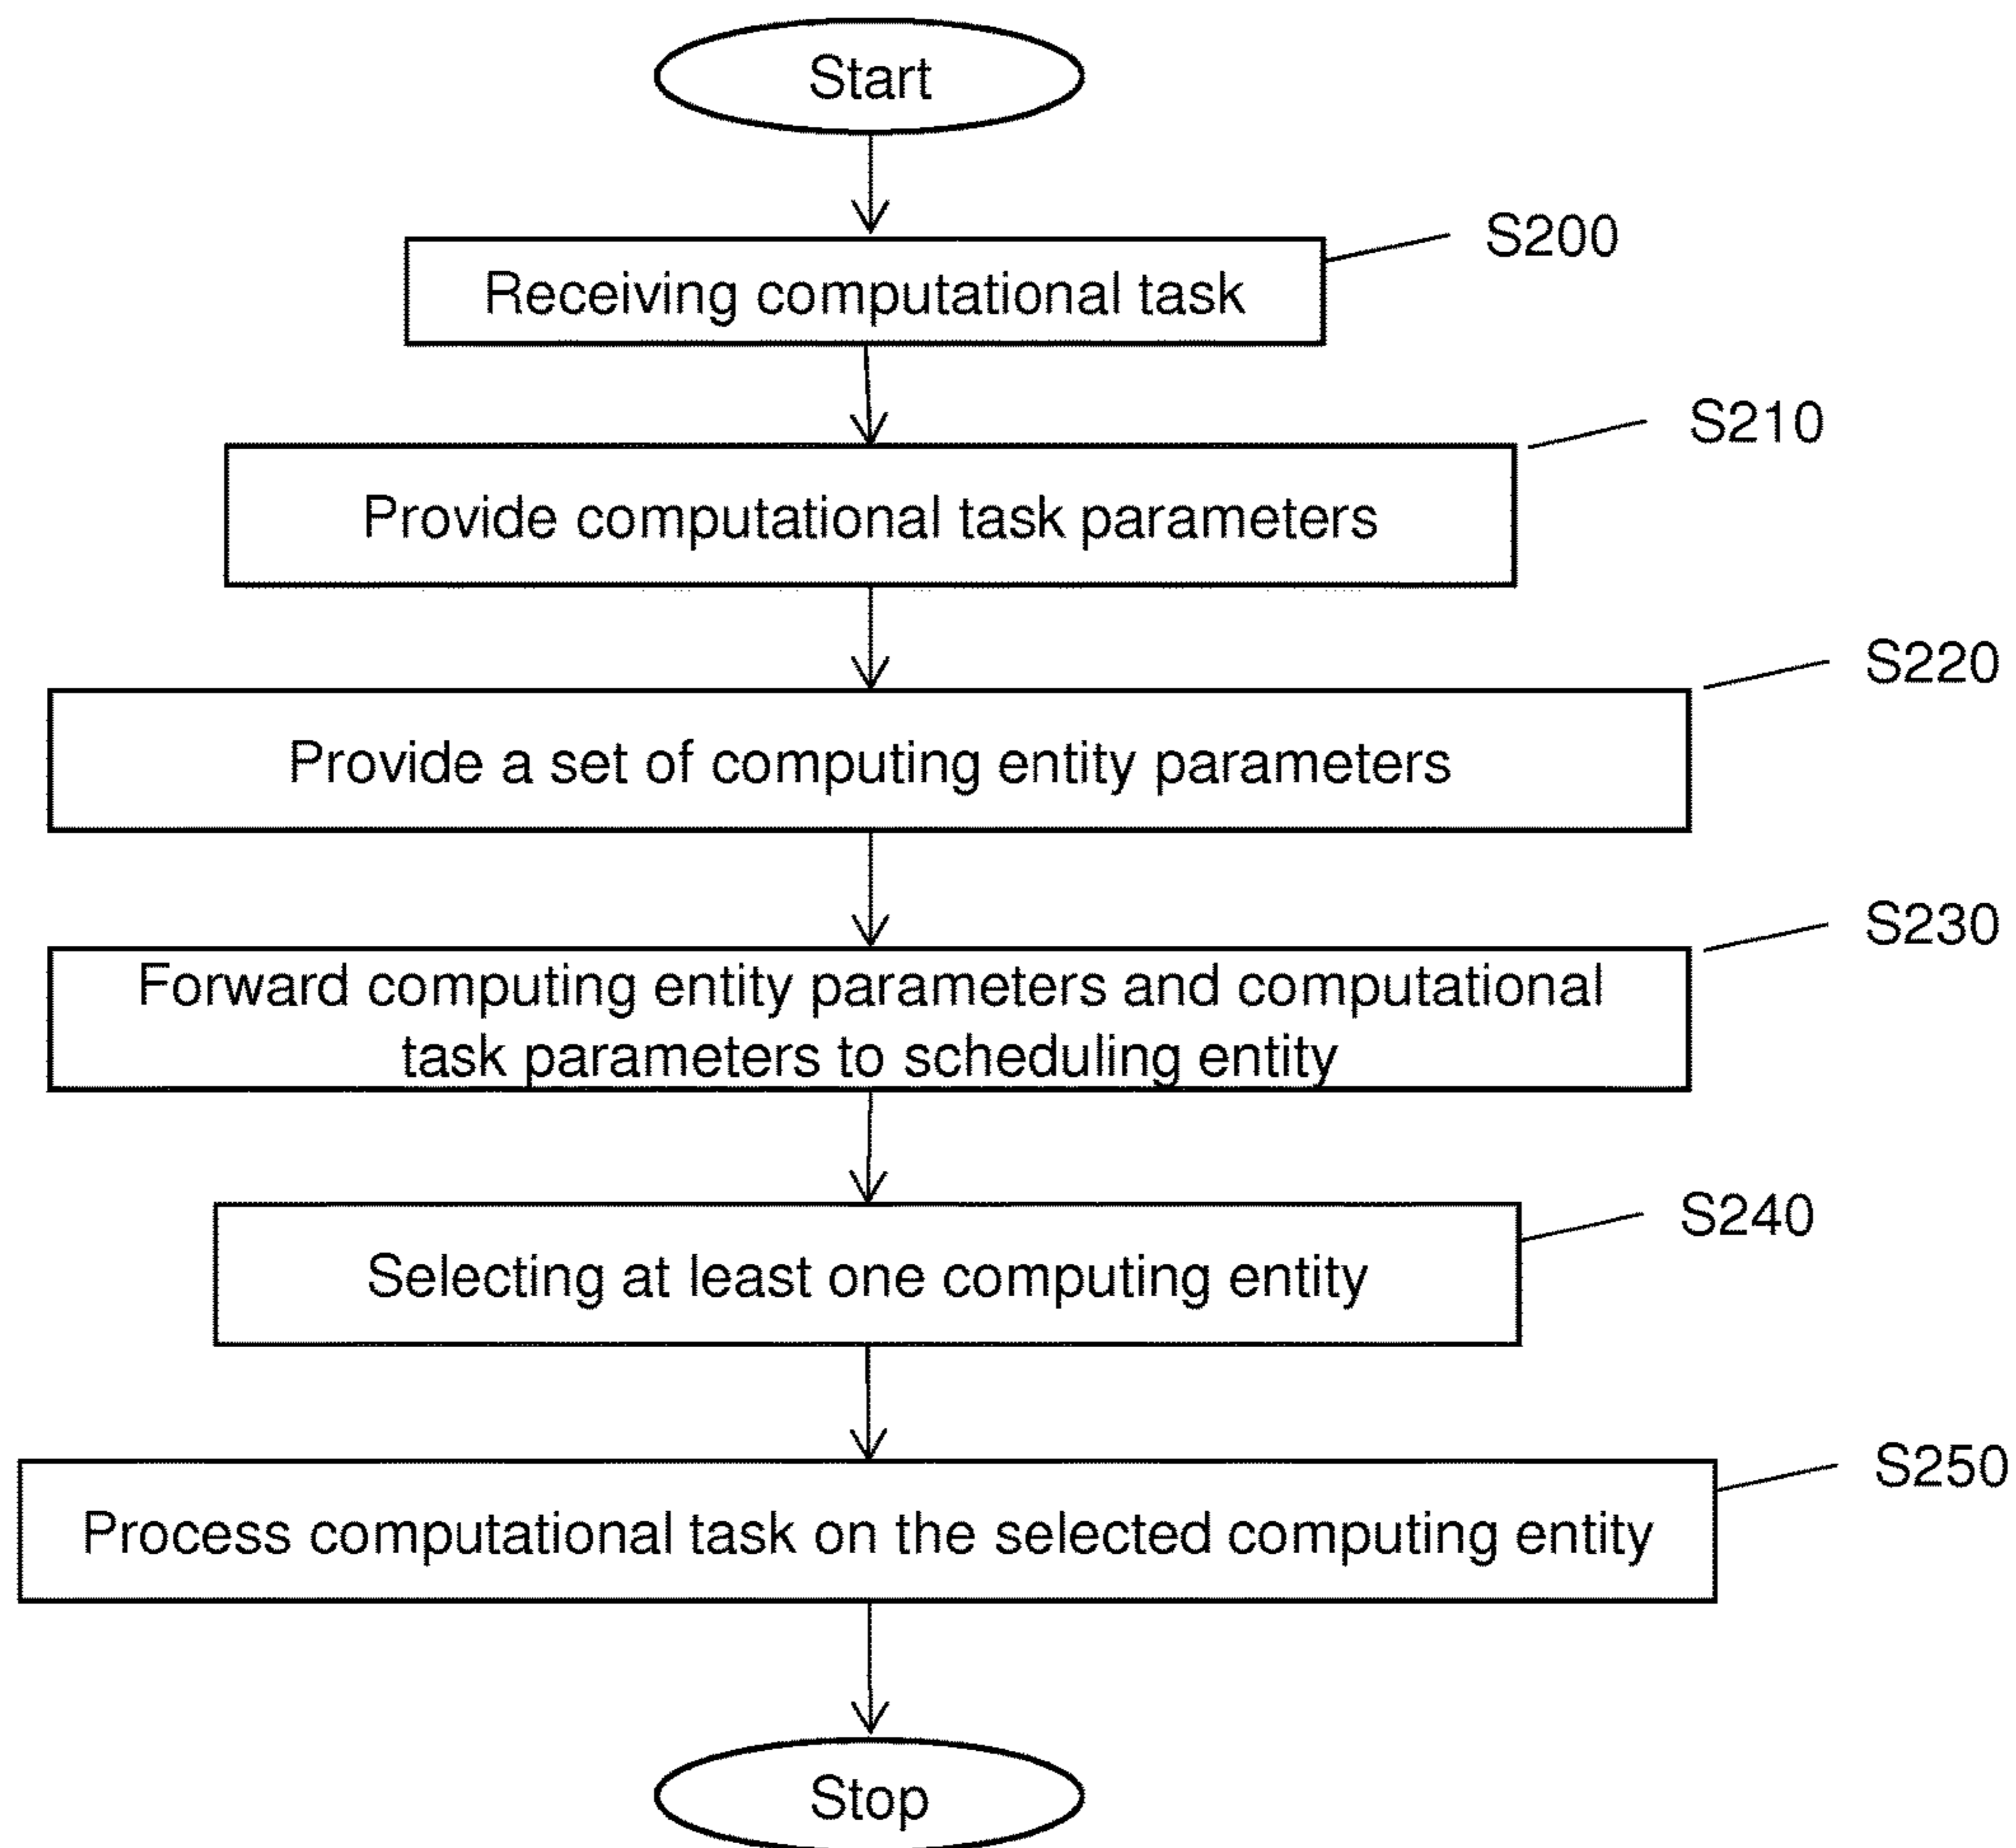 Start
S200
Receiving computational task
S210
Provide computational task parameters
S220
Provide a set of computing entity parameters
S230
Forward computing entity parameters and computational
task parameters to scheduling entity
S240
Selecting at least one computing entity
S250
Process computational task on the selected computing entity
Stop